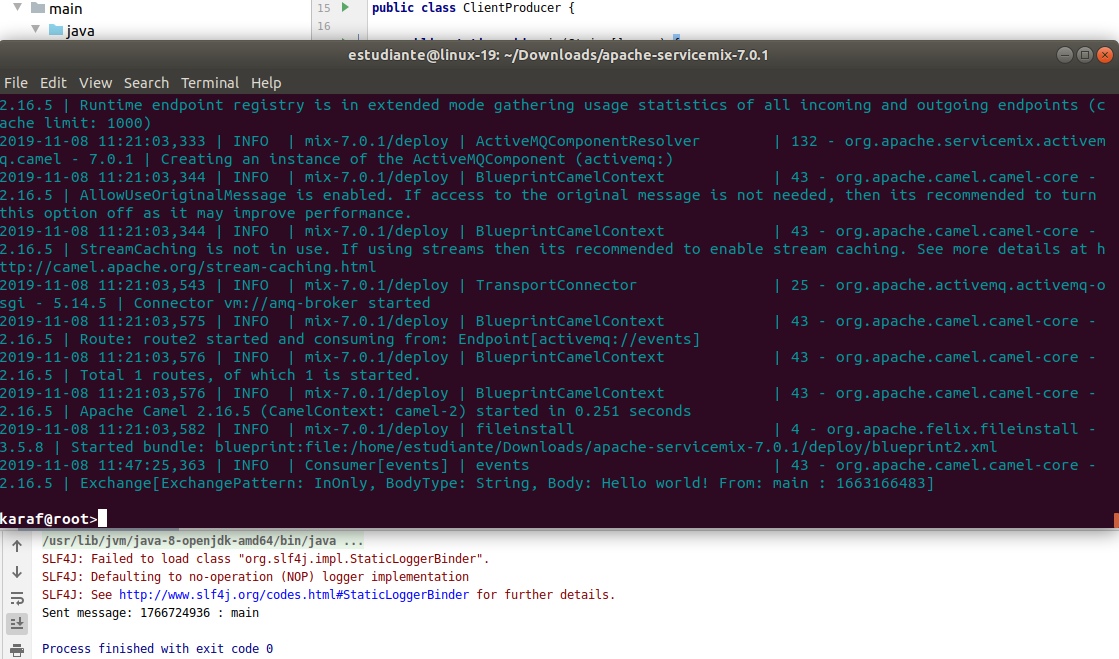 main
java
15
public class ClientProducer {
16
estudiante@linux-19: ~/Downloads/apache-servicemix-7.0.1
File Edit View Search Terminal Help
2.16.5 | Runtime endpoint registry is in extended mode gathering usage statistics of all incoming and outgoing endpoints (c
ache limit: 1000)
2019-11-08 11:21:03,333 | INFO  | mix-7.0.1/deploy | ActiveMQComponentResolver        | 132 - org.apache.servicemix.activem
q.camel - 7.0.1 | Creating an instance of the ActiveMQComponent (activemq:)
2019-11-08 11:21:03,344 | INFO  | mix-7.0.1/deploy | BlueprintCamelContext            | 43 - org.apache.camel.camel-core -
2.16.5 | AllowUseOriginalMessage is enabled. If access to the original message is not needed, then its recommended to turn
this option off as it may improve performance.
2019-11-08 11:21:03,344 | INFO  | mix-7.0.1/deploy | BlueprintCamelContext            | 43 - org.apache.camel.camel-core -
2.16.5 | StreamCaching is not in use. If using streams then its recommended to enable stream caching. See more details at h
ttp://camel.apache.org/stream-caching.html
2019-11-08 11:21:03,543 | INFO  | mix-7.0.1/deploy | TransportConnector               | 25 - org.apache.activemq.activemq-o
sgi - 5.14.5 | Connector vm://amq-broker started
2019-11-08 11:21:03,575 | INFO  | mix-7.0.1/deploy | BlueprintCamelContext            | 43 - org.apache.camel.camel-core -
2.16.5 | Route: route2 started and consuming from: Endpoint[activemq://events]
2019-11-08 11:21:03,576 | INFO  | mix-7.0.1/deploy | BlueprintCamelContext            | 43 - org.apache.camel.camel-core -
2.16.5 | Total 1 routes, of which 1 is started.
2019-11-08 11:21:03,576 | INFO  | mix-7.0.1/deploy | BlueprintCamelContext            | 43 - org.apache.camel.camel-core -
2.16.5 | Apache Camel 2.16.5 (CamelContext: camel-2) started in 0.251 seconds
2019-11-08 11:21:03,582 | INFO  | mix-7.0.1/deploy | fileinstall                      | 4 - org.apache.felix.fileinstall -
3.5.8 | Started bundle: blueprint:file:/home/estudiante/Downloads/apache-servicemix-7.0.1/deploy/blueprint2.xml
2019-11-08 11:47:25,363 | INFO  | Consumer[events] | events                           | 43 - org.apache.camel.camel-core -
2.16.5 | Exchange[ExchangePattern: InOnly, BodyType: String, Body: Hello world! From: main : 1663166483]
karaf@root>
/usr/lib/jvm/java-8-openjdk-amd64/bin/java ...
SLF4J: Failed to load class "org.slf4j.impl.StaticLoggerBinder".
SLF4J: Defaulting to no-operation (NOP) logger implementation
SLF4J: See http://www.slf4j.org/codes.html#StaticLoggerBinder for further details.
Sent message: 1766724936 : main
Process finished with exit code 0